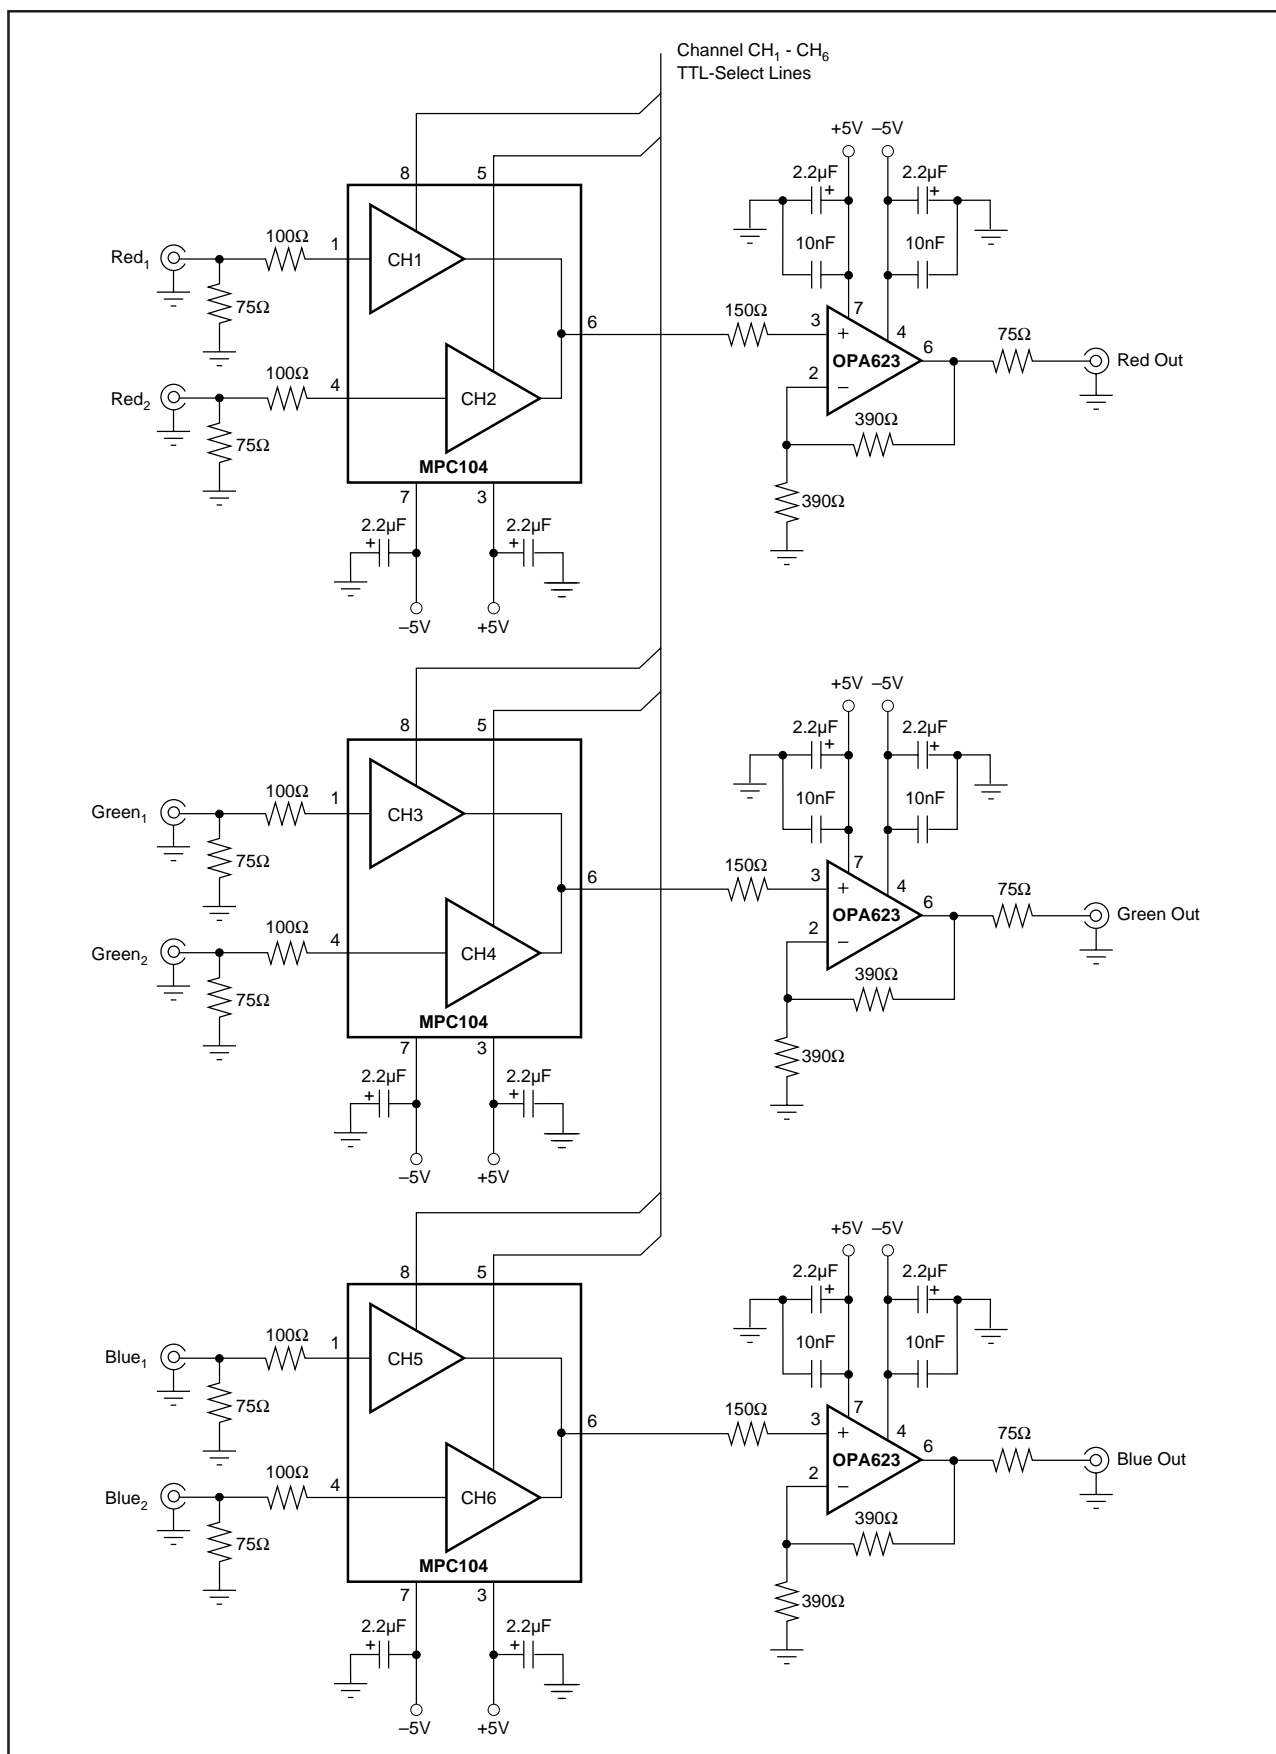 Channel CH₁ - CH₆
TTL-Select Lines
+5V –5V
8 5
2.2µF + 2.2µF +
10nF 10nF
Red₁ 100Ω 1 CH1
75Ω
6 150Ω 3 + 7 4 6 75Ω Red Out
OPA623
2 –
Red₂ 100Ω 4 CH2
75Ω
390Ω
MPC104
390Ω
7 3
2.2µF 2.2µF
+ +
–5V +5V
+5V –5V
8 5
2.2µF + 2.2µF +
10nF 10nF
Green₁ 100Ω 1 CH3
75Ω
6 150Ω 3 + 7 4 6 75Ω Green Out
OPA623
2 –
Green₂ 100Ω 4 CH4
75Ω
390Ω
MPC104
390Ω
7 3
2.2µF 2.2µF
+ +
–5V +5V
+5V –5V
8 5
2.2µF + 2.2µF +
10nF 10nF
Blue₁ 100Ω 1 CH5
75Ω
6 150Ω 3 + 7 4 6 75Ω Blue Out
OPA623
2 –
Blue₂ 100Ω 4 CH6
75Ω
390Ω
MPC104
390Ω
7 3
2.2µF 2.2µF
+ +
–5V +5V